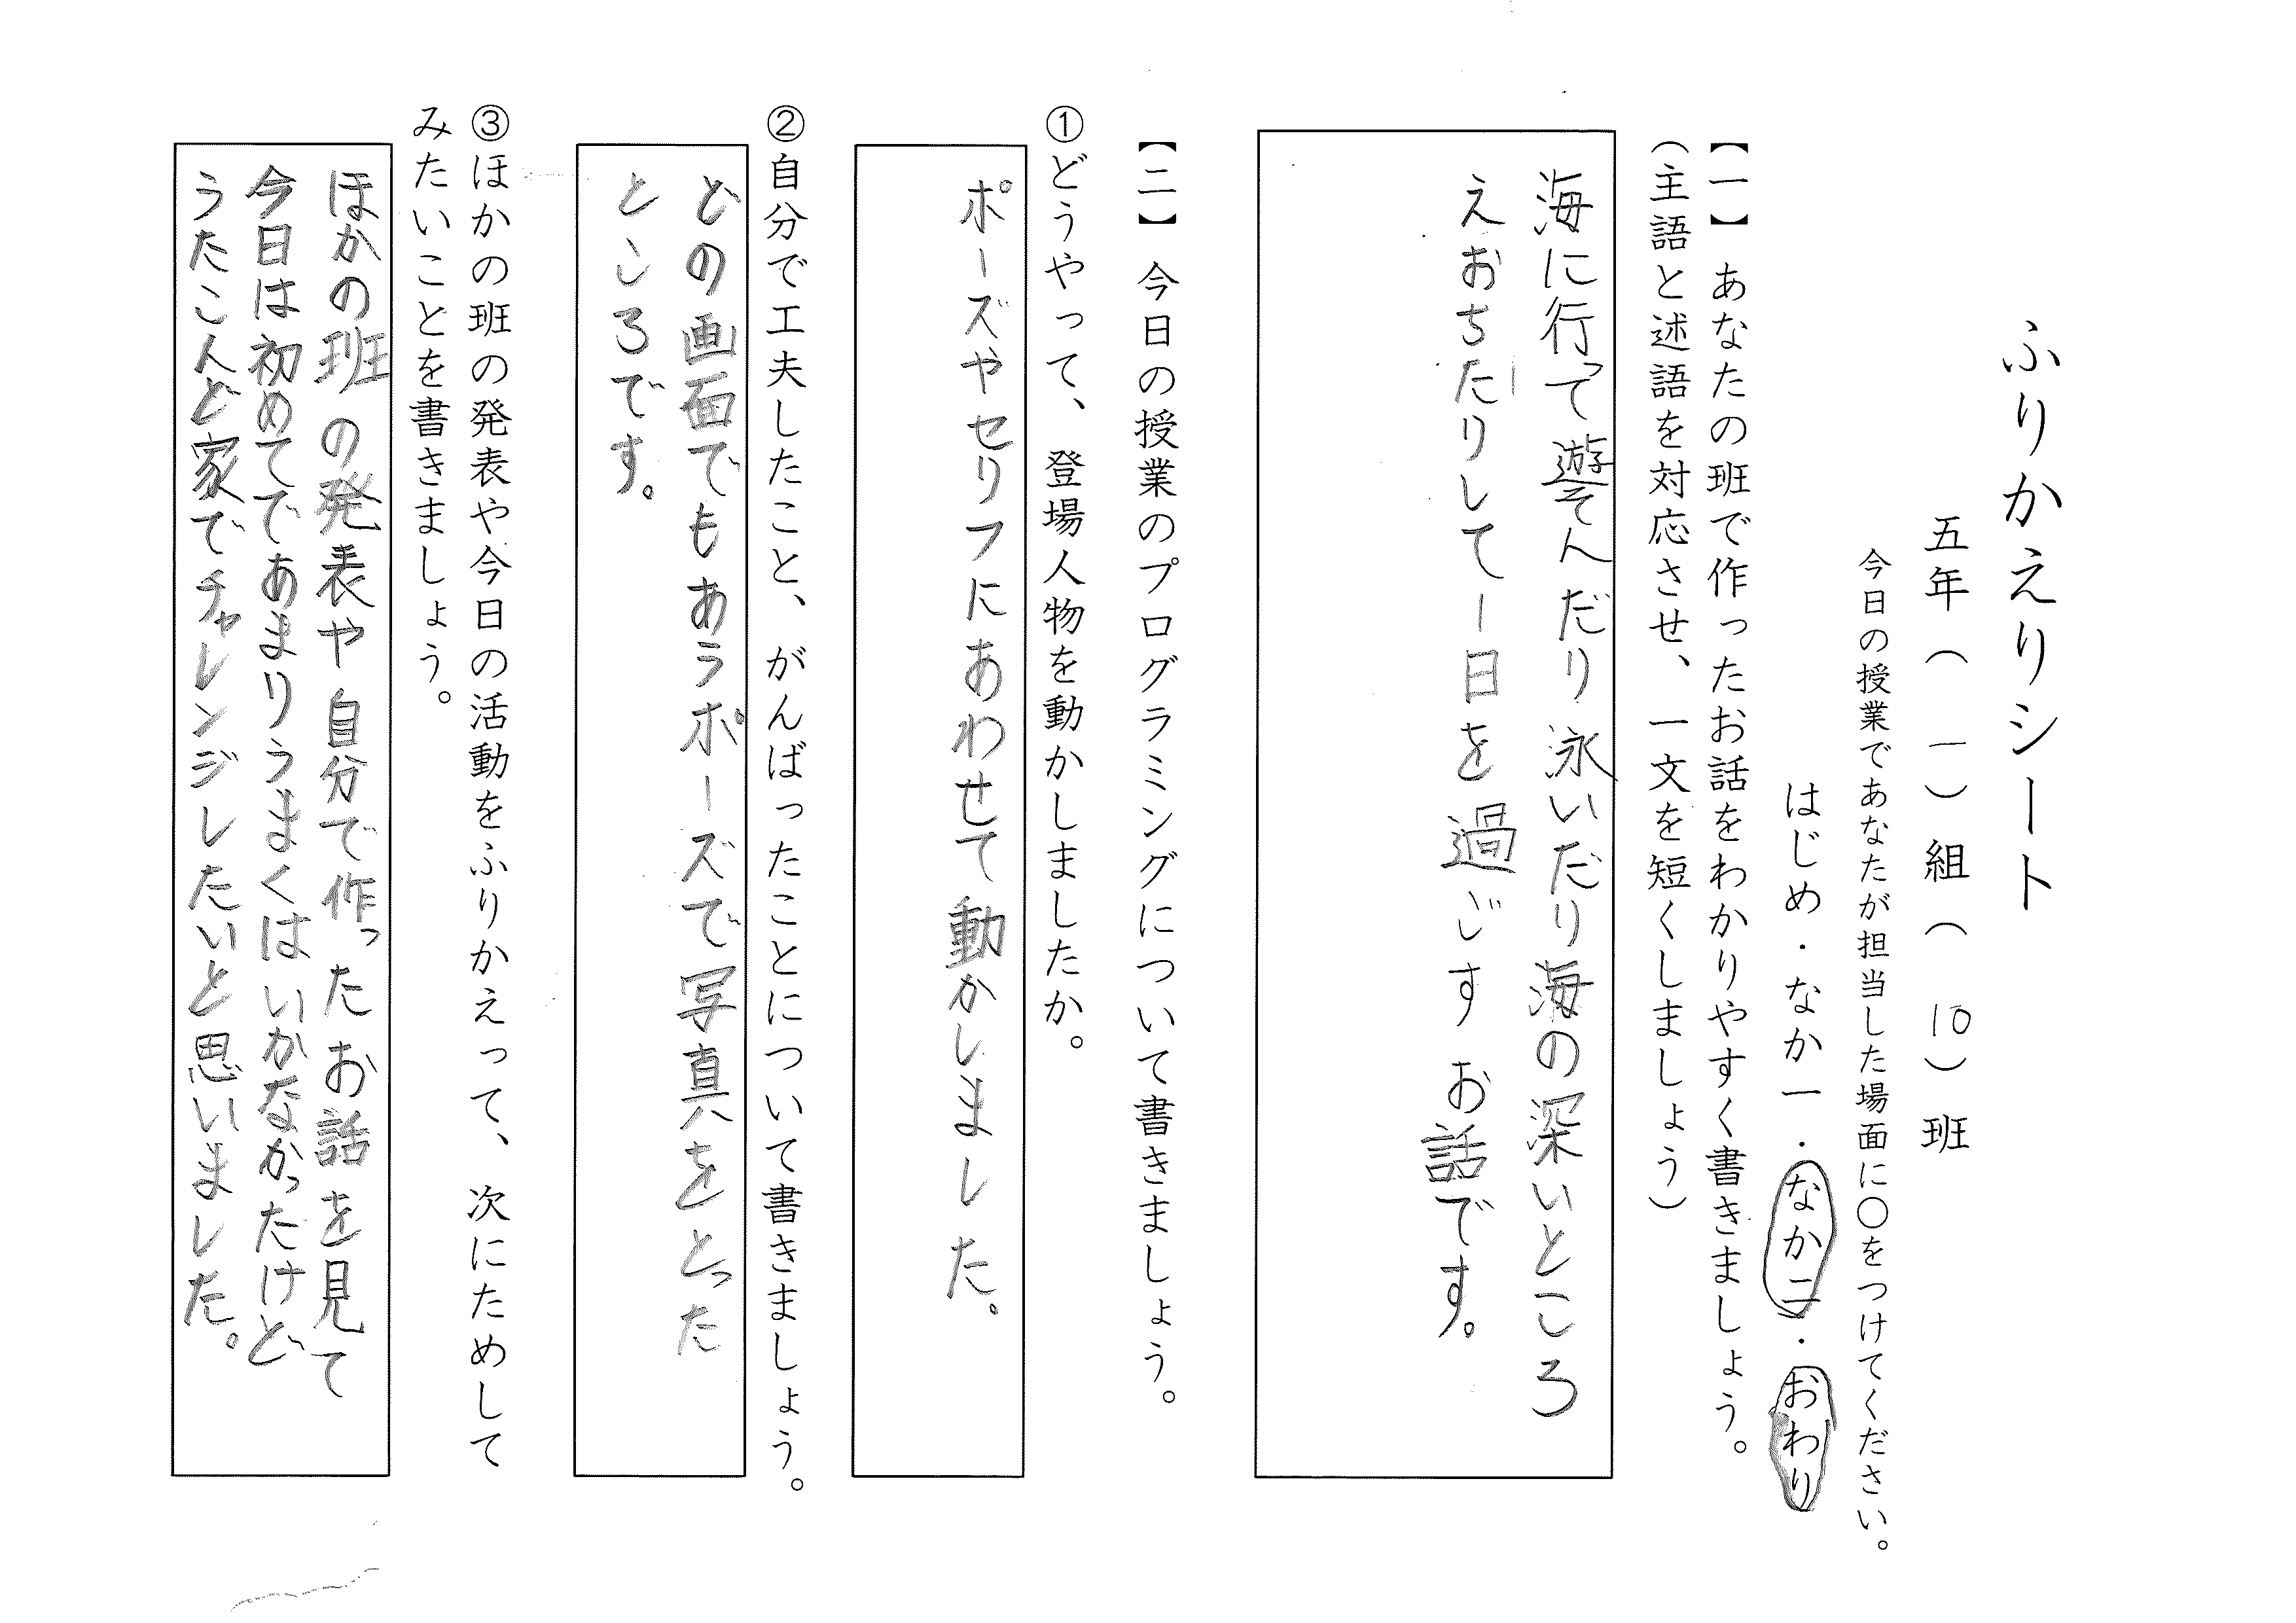 ふりかえりシート
五年（　一）組（　10）班
今日の授業であなたが担当した場面に〇をつけてください。
はじめ・なか一・なか二・おわり
【一】あなたの班で作ったお話をわかりやすく書きましょう。
（主語と述語を対応させ、一文を短くしましょう）
海に行って遊そんだり泳いだり海の深いところ
えおちたりして一日を過ごすお話です。
【二】今日の授業のプログラミングについて書きましょう。
①どうやって、登場人物を動かしましたか。
ポーズやセリフにあわせて動かしました。
②自分で工夫したこと、がんばったことについて書きましょう。
どの画面でもあうポーズで写真をとった
ところです。
③ほかの班の発表や今日の活動をふりかえって、次にためして
みたいことを書きましょう。
ほかの班の発表や自分で作ったお話を見て
今日は初めてであまりうまくはいかなかったけど
うたこんど家でチャレンジしたいと思いました。